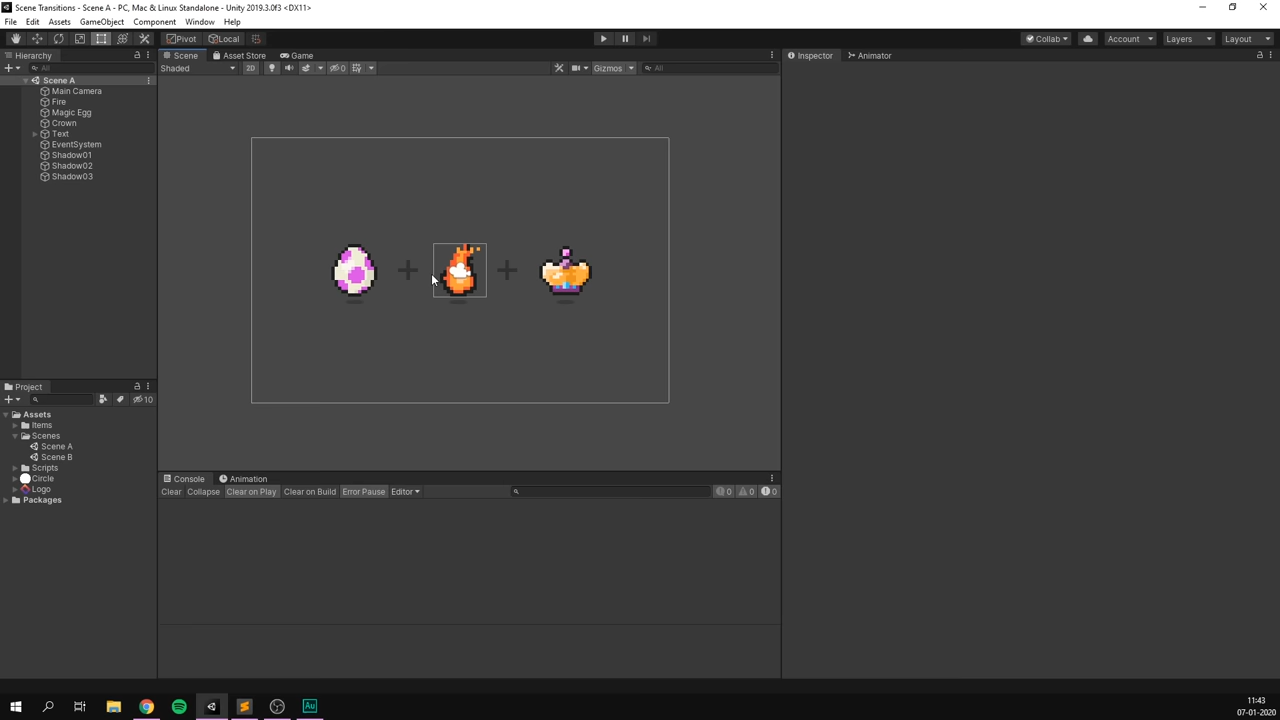 Scene Transitions - Scene A - PC, Mac & Linux Standalone - Unity 2019.3.0f3 <DX11>
File Edit Assets GameObject Component Window Help
Pivot Local Collab Account Layers Layout
Hierarchy Scene Asset Store Game Inspector Animator
All Shaded 2D 0 Gizmos All
Scene A
Main Camera
Fire
Magic Egg
Crown
Text
EventSystem
Shadow01
Shadow02
Shadow03
Project
10
Assets
Items
Scenes
Scene A
Scene B
Scripts
Circle
Logo
Packages
Console Animation
Clear Collapse Clear on Play Clear on Build Error Pause Editor 0 0 0
Au
11:43
07-01-2020